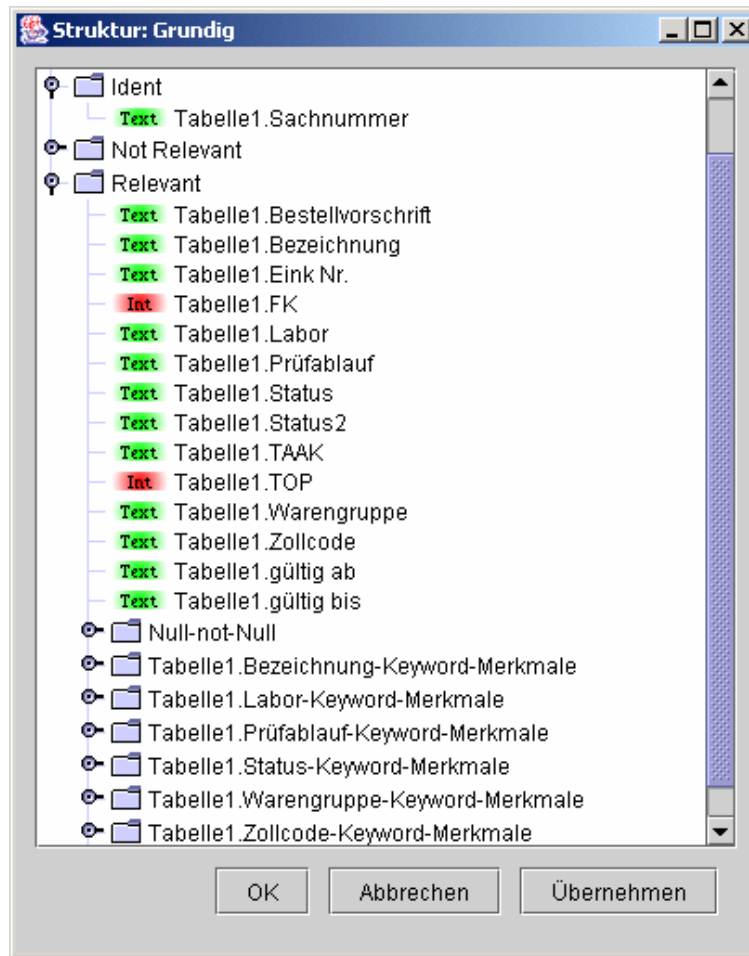 Struktur: Grundig
Ident
Text Tabelle1.Sachnummer
Not Relevant
Relevant
Text Tabelle1.Bestellvorschrift
Text Tabelle1.Bezeichnung
Text Tabelle1.Eink Nr.
Int Tabelle1.FK
Text Tabelle1.Labor
Text Tabelle1.Prüfablauf
Text Tabelle1.Status
Text Tabelle1.Status2
Text Tabelle1.TAAK
Int Tabelle1.TOP
Text Tabelle1.Warengruppe
Text Tabelle1.Zollcode
Text Tabelle1.gültig ab
Text Tabelle1.gültig bis
Null-not-Null
Tabelle1.Bezeichnung-Keyword-Merkmale
Tabelle1.Labor-Keyword-Merkmale
Tabelle1.Prüfablauf-Keyword-Merkmale
Tabelle1.Status-Keyword-Merkmale
Tabelle1.Warengruppe-Keyword-Merkmale
Tabelle1.Zollcode-Keyword-Merkmale
OK Abbrechen Übernehmen